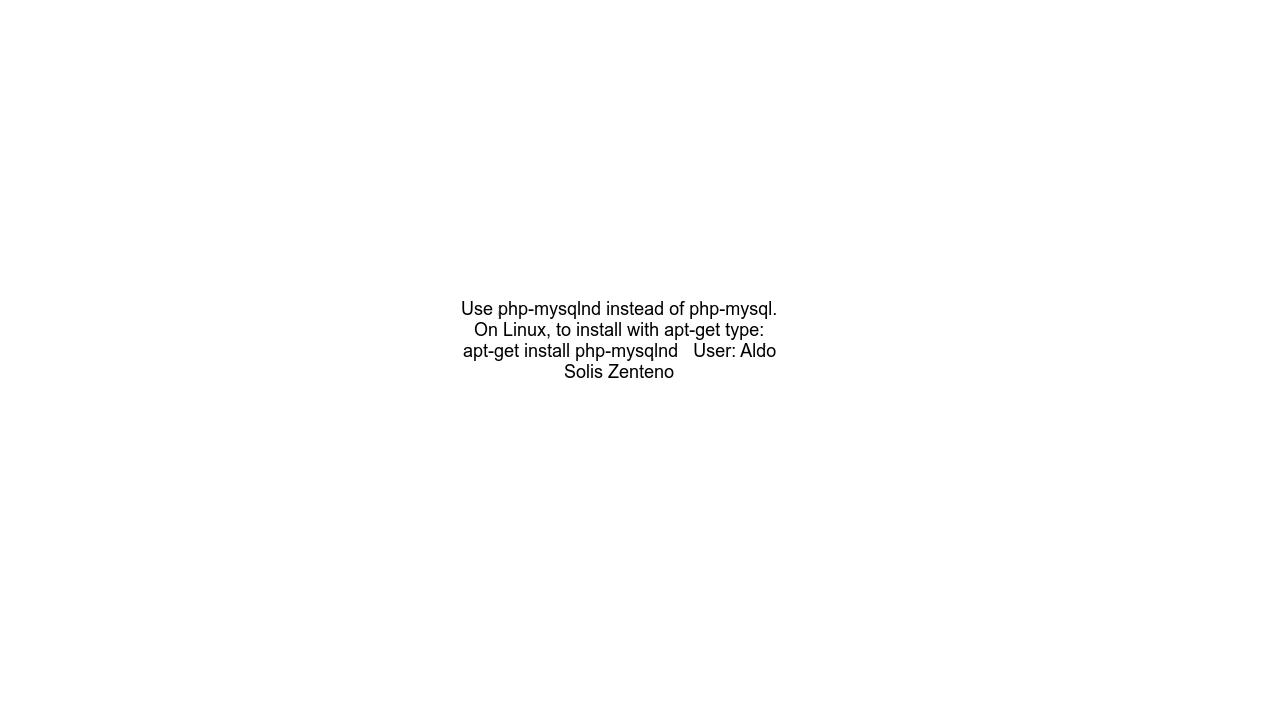 Use php-mysqlnd instead of php-mysql.
On Linux, to install with apt-get type:
apt-get install php-mysqlnd   User: Aldo
Solis Zenteno